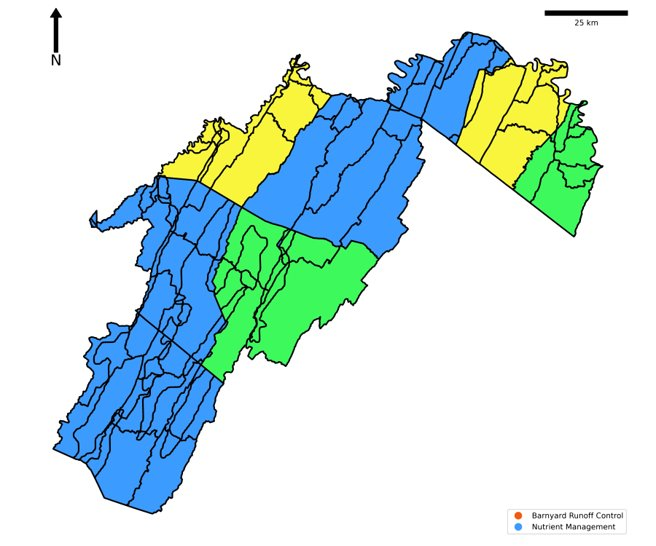 N
25 km
Barnyard Runoff Control
Nutrient Management